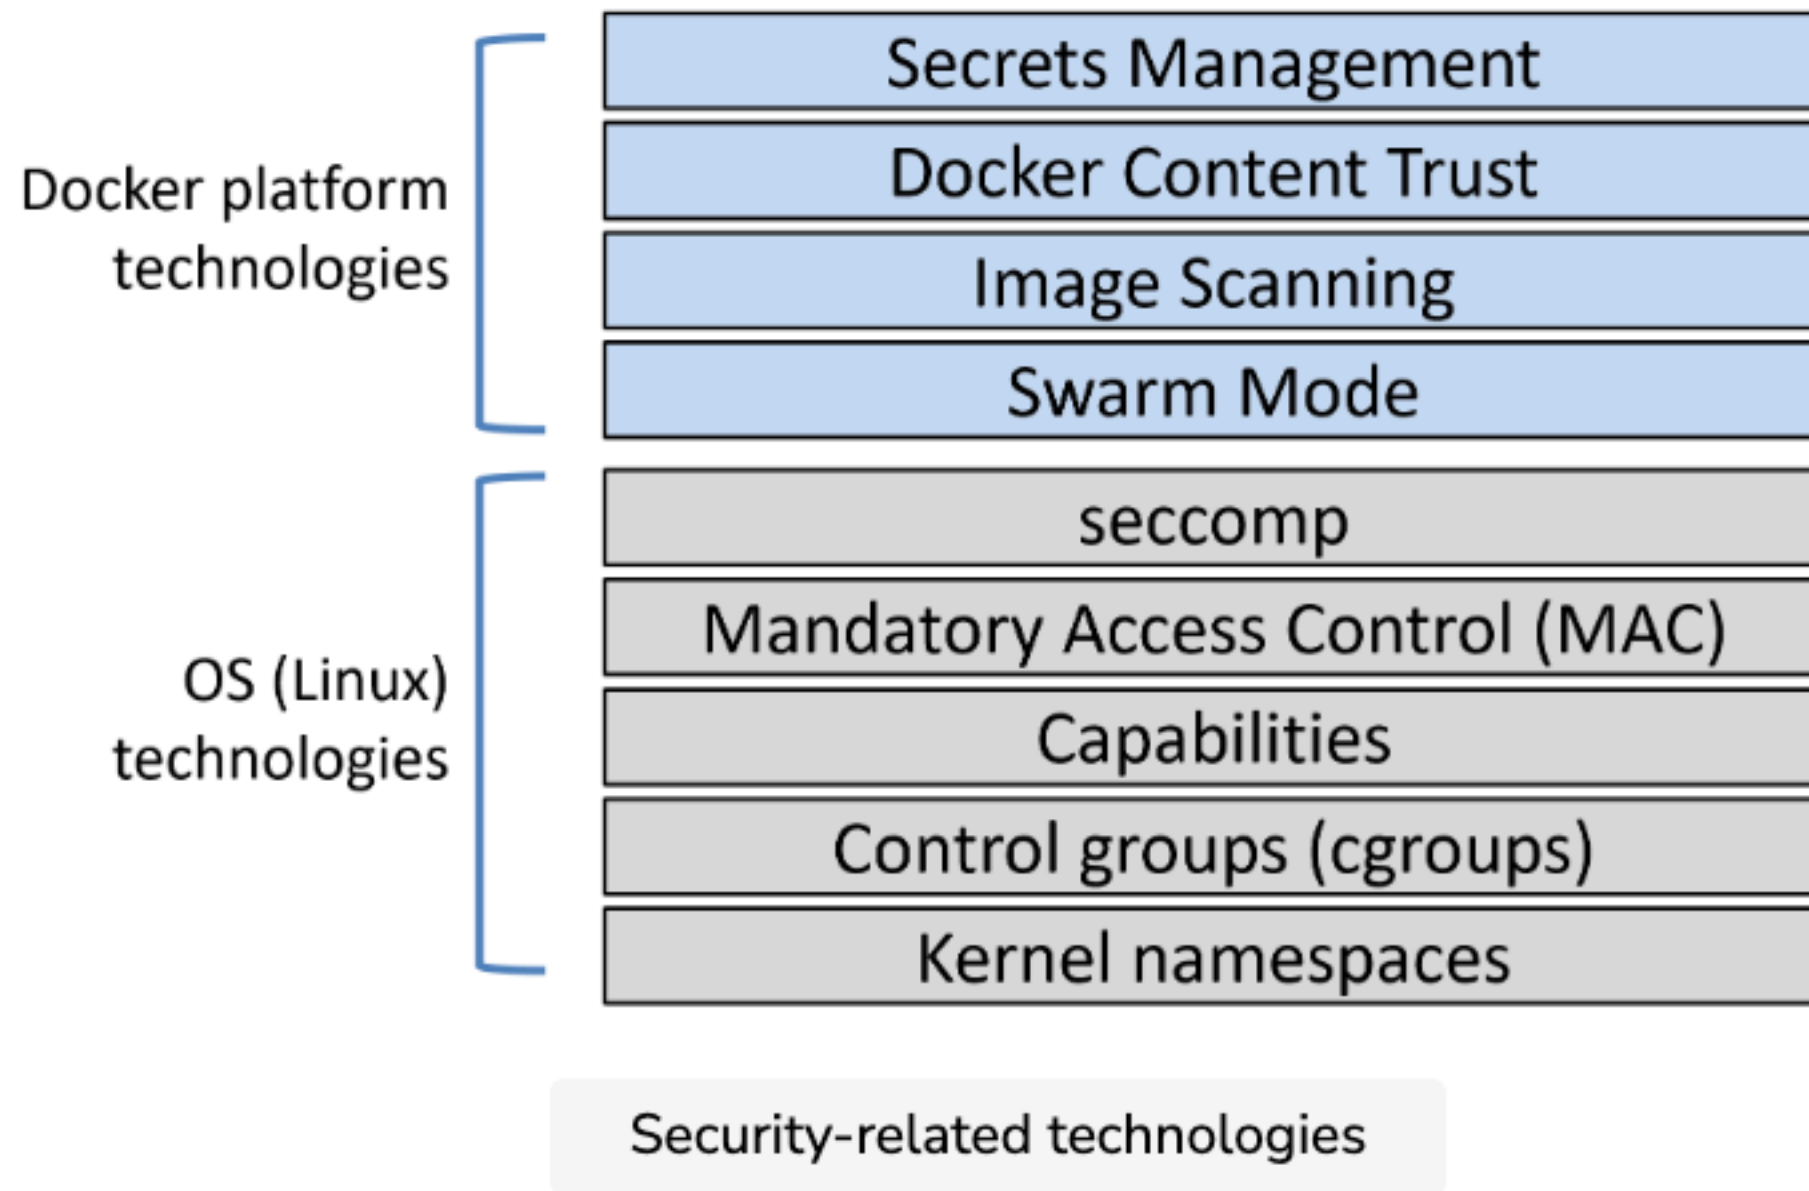 Docker platform
technologies
Secrets Management
Docker Content Trust
Image Scanning
Swarm Mode
OS (Linux)
technologies
seccomp
Mandatory Access Control (MAC)
Capabilities
Control groups (cgroups)
Kernel namespaces
Security-related technologies